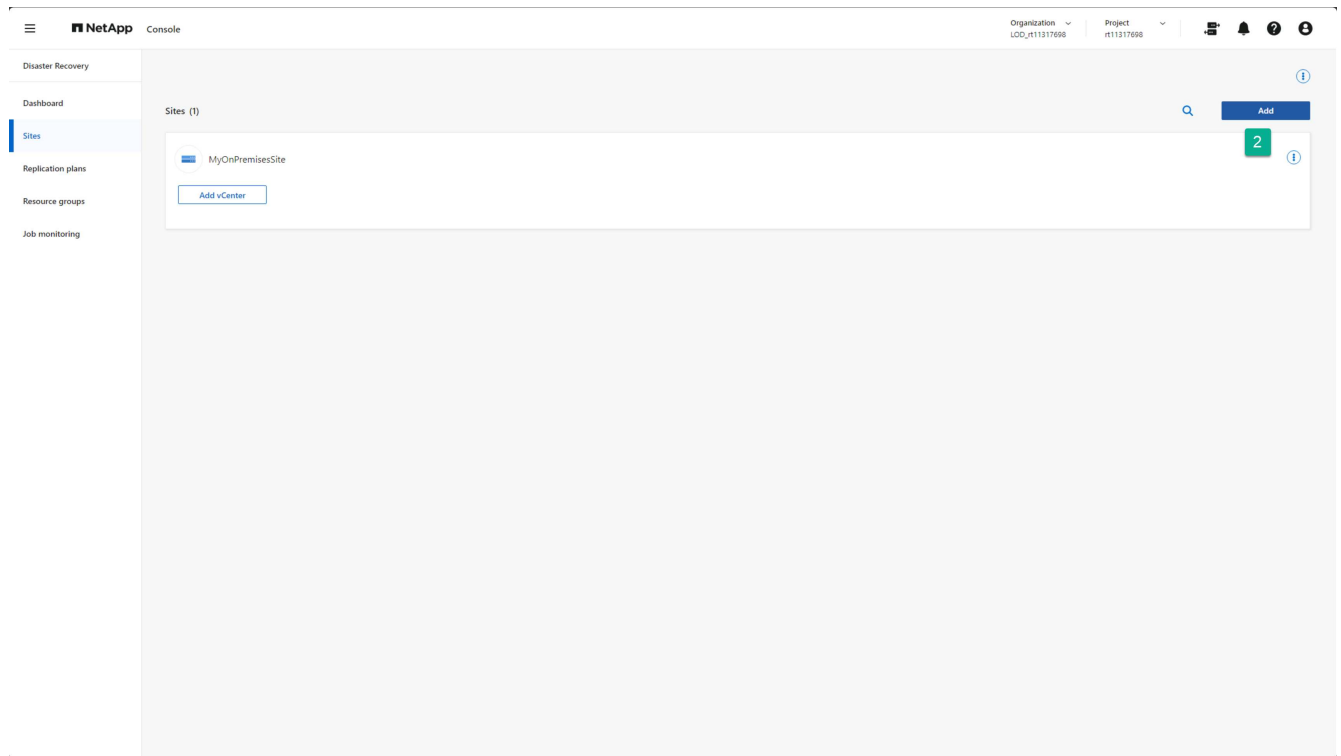 NetApp Console
Organization
LOD_rt11317698
Project
rt11317698
Disaster Recovery
Dashboard
Sites
Replication plans
Resource groups
Job monitoring
Sites (1)
Add
2
MyOnPremisesSite
Add vCenter